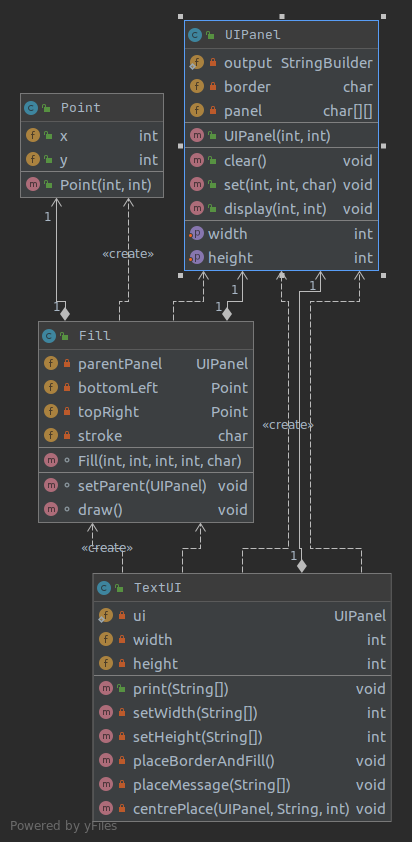 UIPanel
output StringBuilder
border char
panel char[][]
UIPanel(int, int)
clear() void
set(int, int, char) void
display(int, int) void
width int
height int
1
1
Point
x int
y int
Point(int, int)
1
«create»
1
1
Fill
parentPanel UIPanel
bottomLeft Point
topRight Point
stroke char
Fill(int, int, int, int, char)
setParent(UIPanel) void
draw() void
«create»
«create»
1
TextUI
ui UIPanel
width int
height int
print(String[]) void
setWidth(String[]) int
setHeight(String[]) int
placeBorderAndFill() void
placeMessage(String[]) void
centrePlace(UIPanel, String, int) void
Powered by yFiles